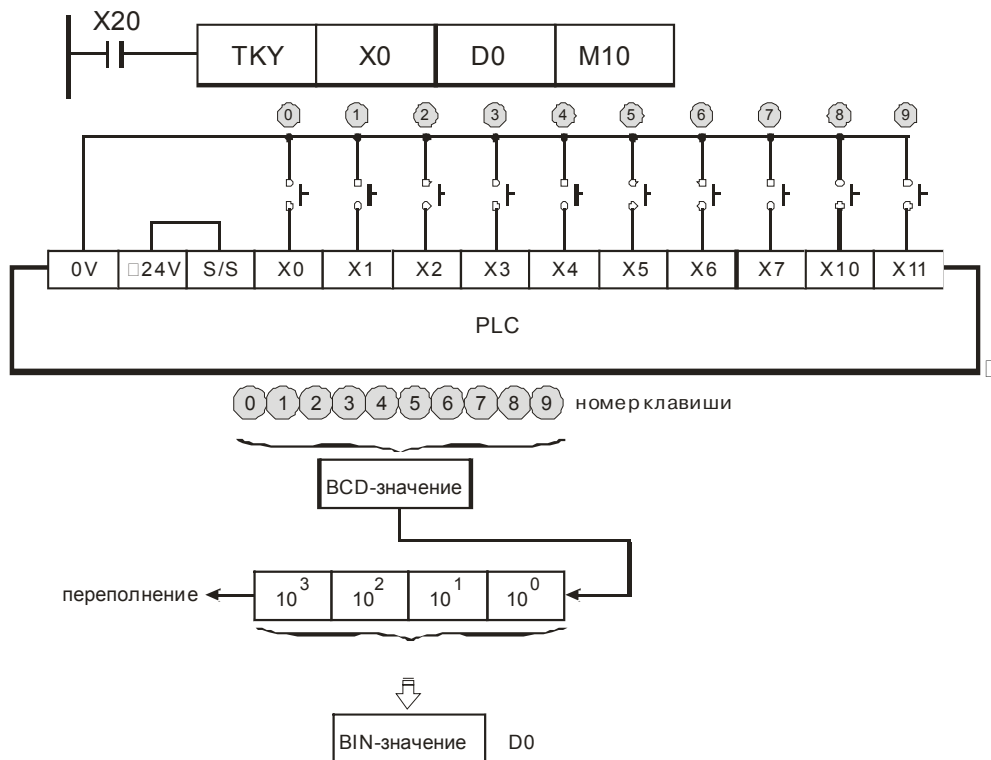 X20
TKY X0 D0 M10
0 1 2 3 4 5 6 7 8 9
0V □24V S/S X0 X1 X2 X3 X4 X5 X6 X7 X10 X11
PLC
0 1 2 3 4 5 6 7 8 9 номер клавиши
BCD-значение
переполнение 10³ 10² 10¹ 10⁰
BIN-значение D0